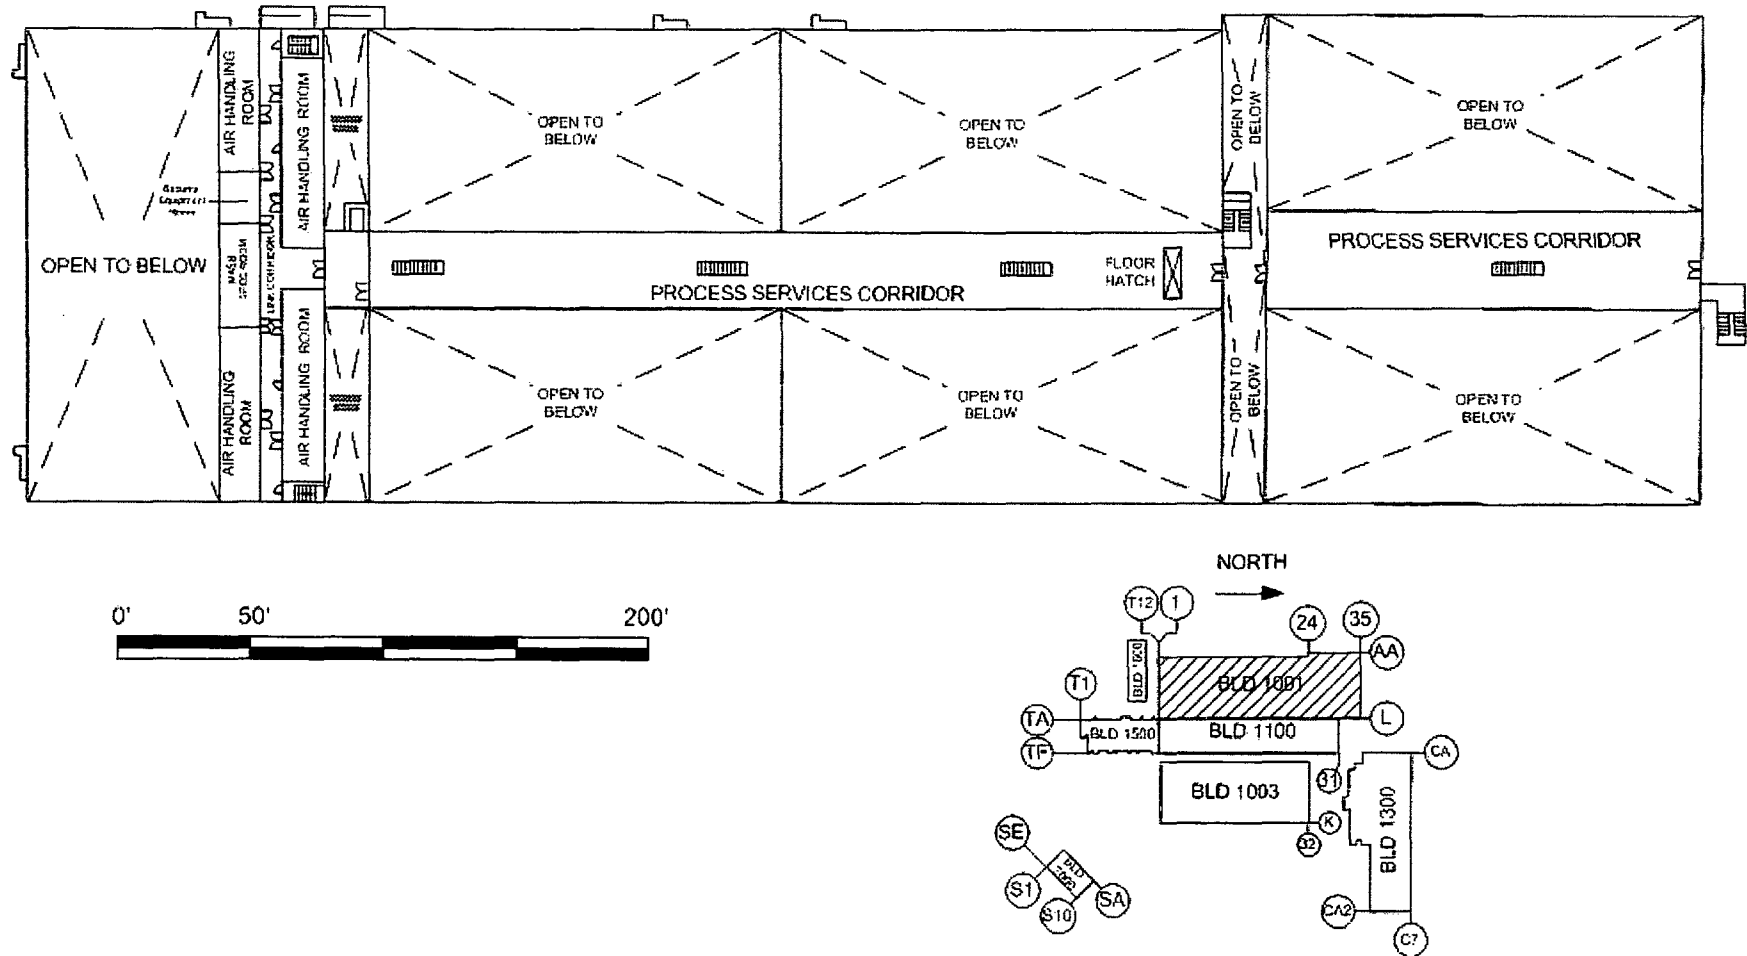 AIR HANDLING
ROOM
AIR HANDLING ROOM
OPEN TO
BELOW
OPEN TO
BELOW
OPEN TO
BELOW
OPEN TO
BELOW
OPEN TO BELOW
PROCESS SERVICES CORRIDOR
FLOOR
HATCH
PROCESS SERVICES CORRIDOR
AIR HANDLING
ROOM
AIR HANDLING ROOM
OPEN TO
BELOW
OPEN TO
BELOW
OPEN TO
BELOW
OPEN TO
BELOW
0' 50' 200'
NORTH
T12 1
24 35
AA
BLD 1001
T1
TA
L
BLD 1500
BLD 1100
TF
CA
31
BLD 1003
BLD 1300
K
32
SE
S1
SA
S10
CA2
C7